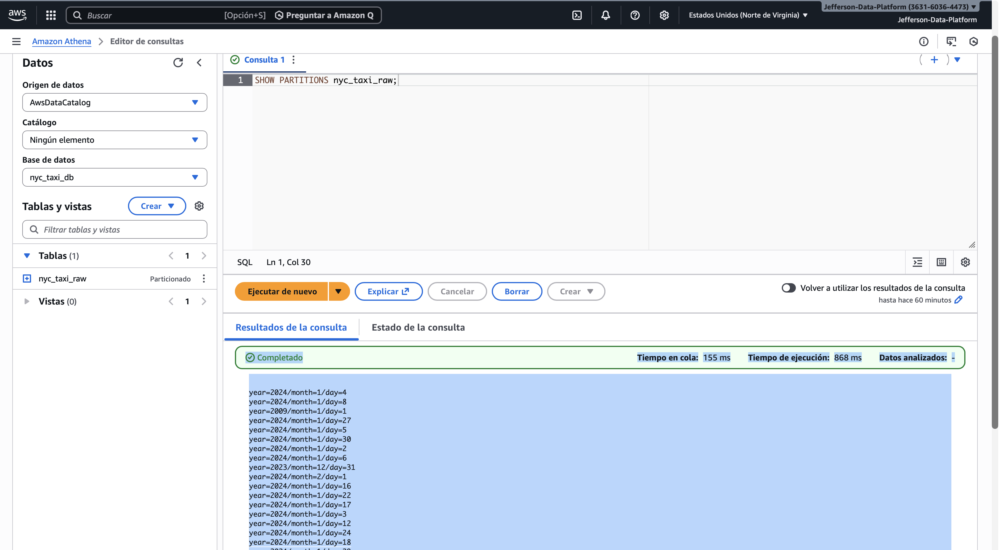 aws
Buscar
[Opción+S]
Preguntar a Amazon Q
Estados Unidos (Norte de Virginia)
Jefferson-Data-Platform (3631-6036-4473)
Jefferson-Data-Platform
Amazon Athena
Editor de consultas
Datos
Origen de datos
AwsDataCatalog
Catálogo
Ningún elemento
Base de datos
nyc_taxi_db
Tablas y vistas
Crear
Filtrar tablas y vistas
Tablas (1)
1
nyc_taxi_raw
Particionado
Vistas (0)
1
Consulta 1
1
SHOW PARTITIONS nyc_taxi_raw;
SQL
Ln 1, Col 30
Ejecutar de nuevo
Explicar
Cancelar
Borrar
Crear
Volver a utilizar los resultados de la consulta
hasta hace 60 minutos
Resultados de la consulta
Estado de la consulta
Completado
Tiempo en cola: 155 ms
Tiempo de ejecución: 868 ms
Datos analizados: -
year=2024/month=1/day=4
year=2024/month=1/day=8
year=2009/month=1/day=1
year=2024/month=1/day=27
year=2024/month=1/day=5
year=2024/month=1/day=30
year=2024/month=1/day=2
year=2024/month=1/day=6
year=2023/month=12/day=31
year=2024/month=2/day=1
year=2024/month=1/day=16
year=2024/month=1/day=22
year=2024/month=1/day=17
year=2024/month=1/day=3
year=2024/month=1/day=12
year=2024/month=1/day=24
year=2024/month=1/day=18